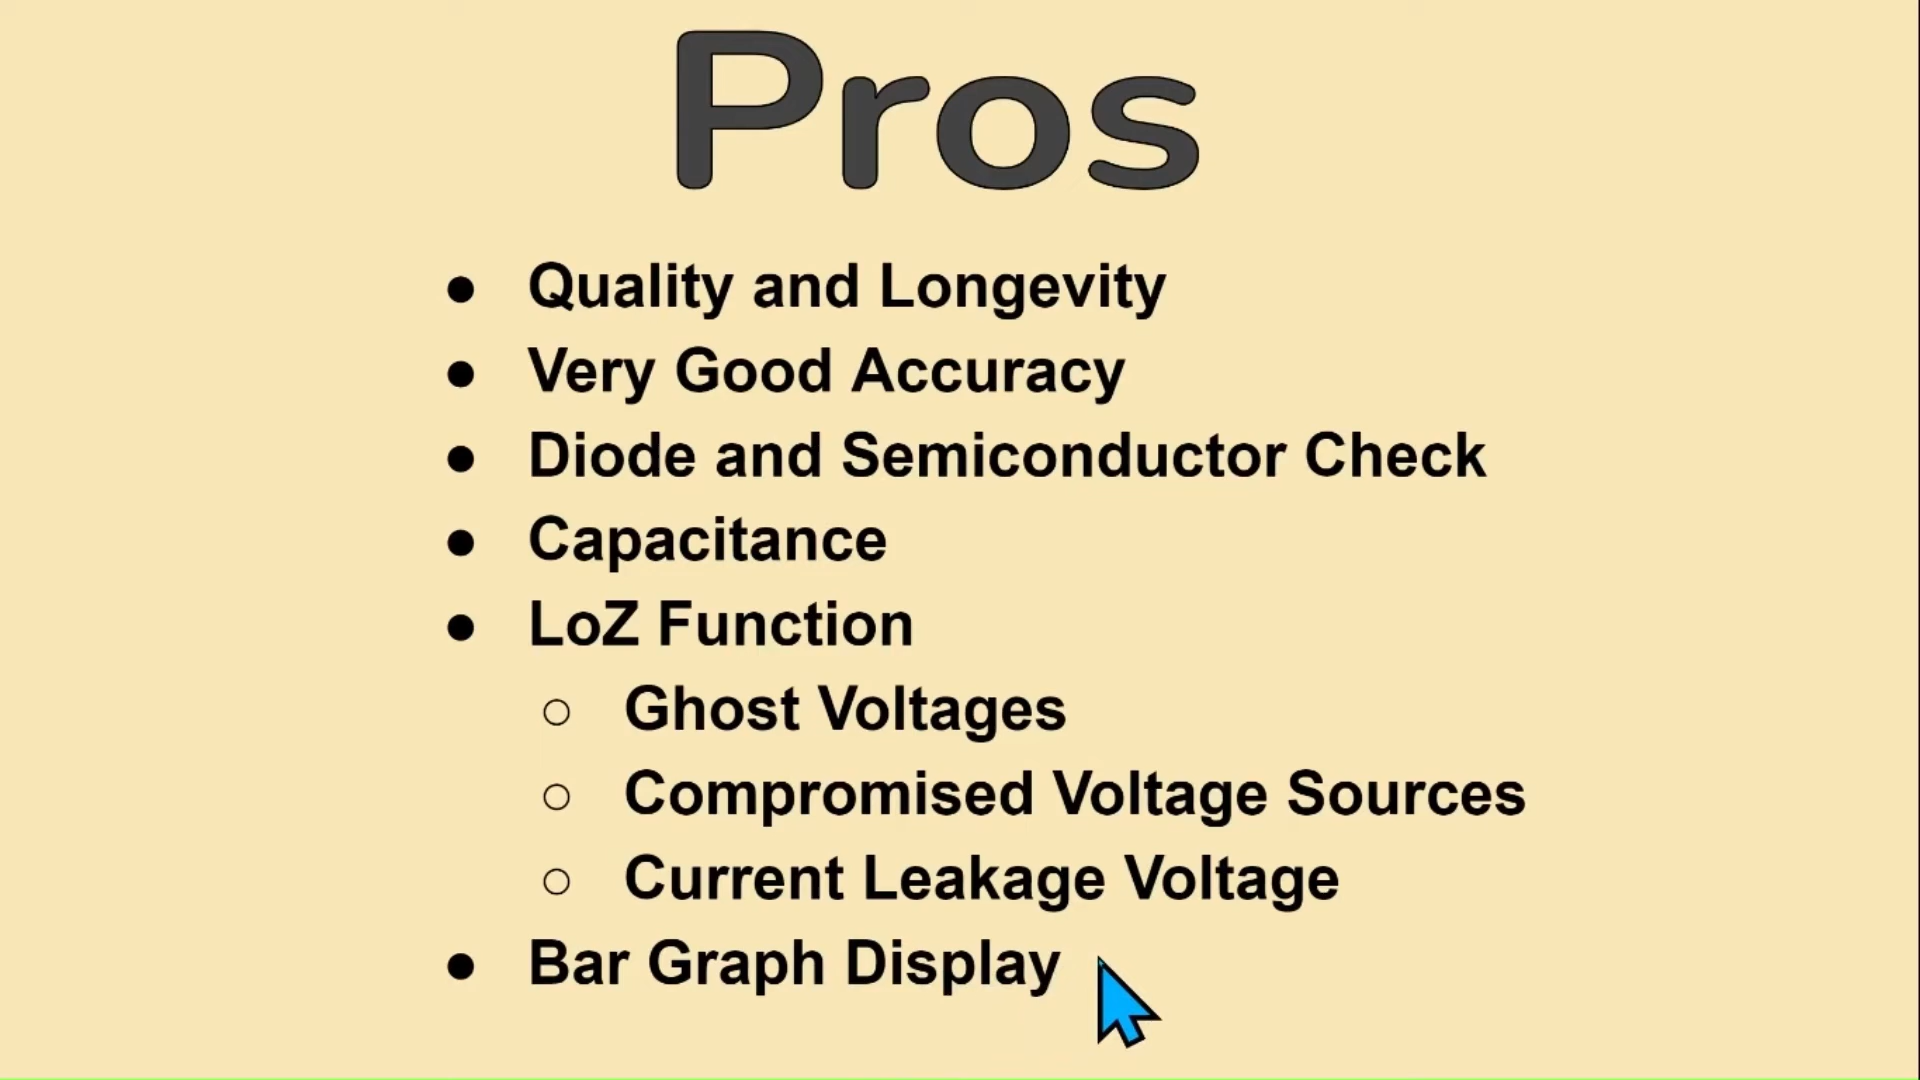 Pros
● Quality and Longevity
● Very Good Accuracy
● Diode and Semiconductor Check
● Capacitance
● LoZ Function
○ Ghost Voltages
○ Compromised Voltage Sources
○ Current Leakage Voltage
● Bar Graph Display